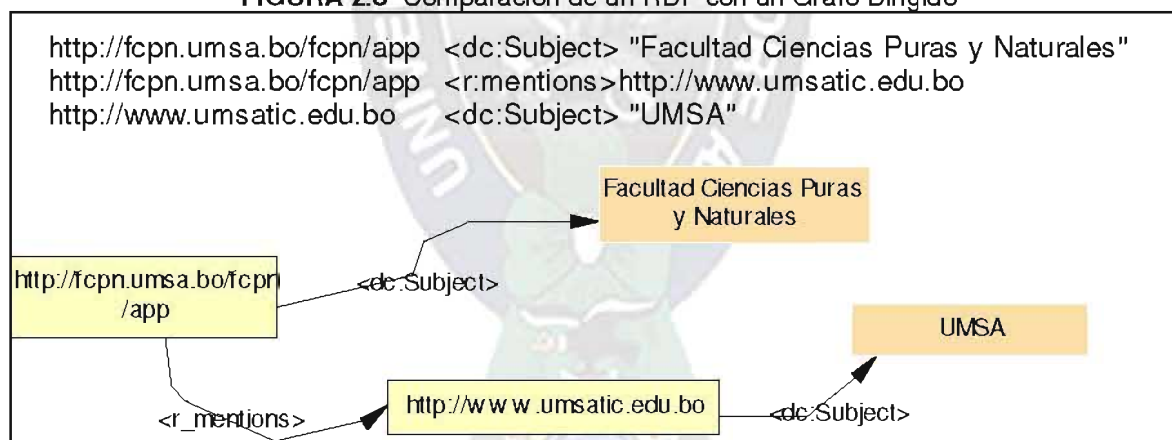 FIGURA 2.3 Comparación de un RDF con un Grafo Dirigido
http://fcpn.umsa.bo/fcpn/app <dc:Subject> "Facultad Ciencias Puras y Naturales"
http://fcpn.umsa.bo/fcpn/app <r:mentions>http://www.umsatic.edu.bo
http://www.umsatic.edu.bo <dc:Subject> "UMSA"
Facultad Ciencias Puras
y Naturales
http://fcpn.umsa.bo/fcpn
/app
<dc:Subject>
UMSA
http://www.umsatic.edu.bo
<dc:Subject>
<r_mentions>